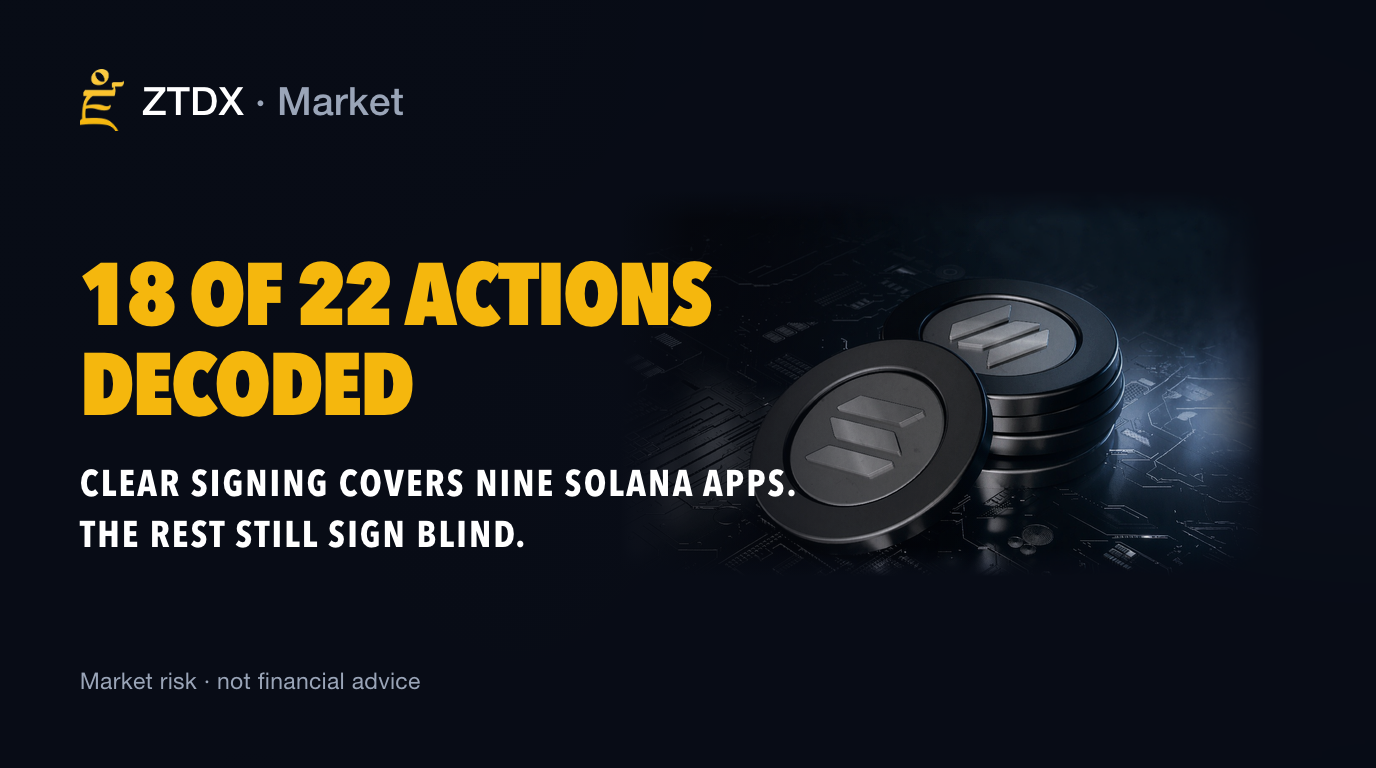 ZTDX · Market
18 OF 22 ACTIONS
DECODED
CLEAR SIGNING COVERS NINE SOLANA APPS.
THE REST STILL SIGN BLIND.
Market risk · not financial advice